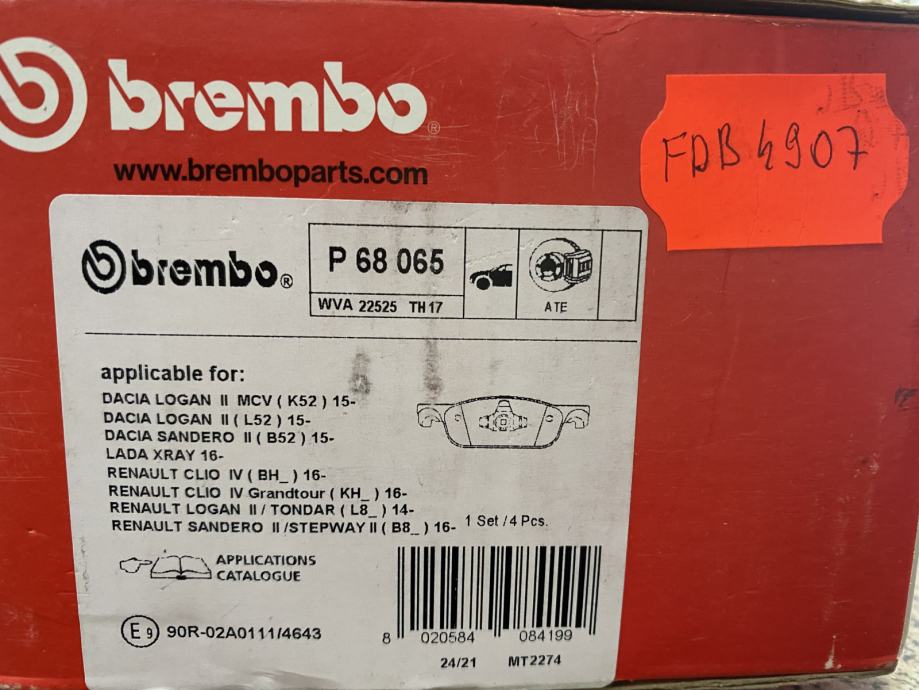 brembo®
www.bremboparts.com
FDB 4907
brembo®
P 68 065
WVA 22525 TH17
ATE
applicable for:
DACIA LOGAN II MCV ( K52 ) 15-
DACIA LOGAN II ( L52 ) 15-
DACIA SANDERO II ( B52 ) 15-
LADA XRAY 16-
RENAULT CLIO IV ( BH_ ) 16-
RENAULT CLIO IV Grandtour ( KH_ ) 16-
RENAULT LOGAN II / TONDAR ( L8_ ) 14-
RENAULT SANDERO II /STEPWAY II ( B8_ ) 16-
1 Set / 4 Pcs.
APPLICATIONS
CATALOGUE
E9 90R-02A0111/4643
8 020584 084199
24/21 MT2274